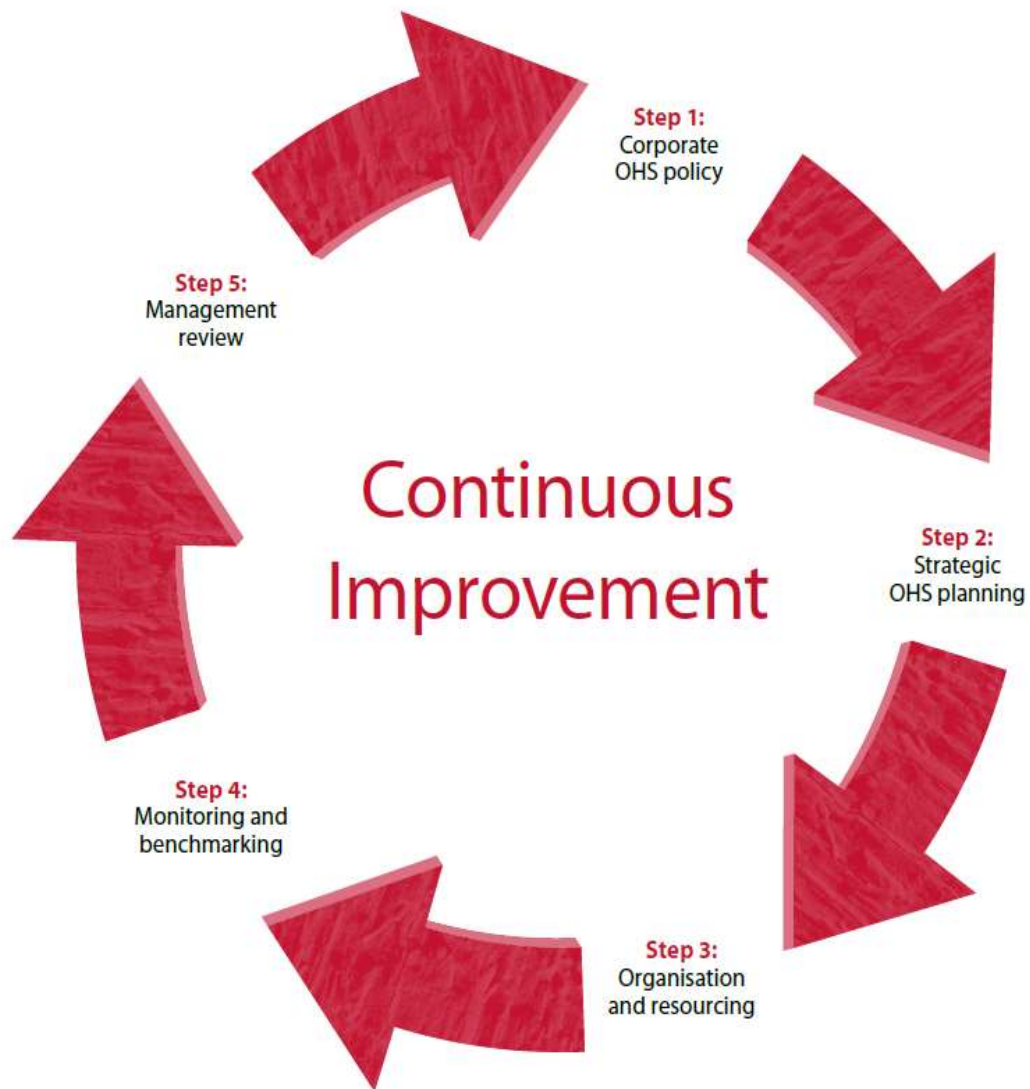 Step 1:
Corporate
OHS policy
Step 5:
Management
review
Continuous
Improvement
Step 2:
Strategic
OHS planning
Step 4:
Monitoring and
benchmarking
Step 3:
Organisation
and resourcing